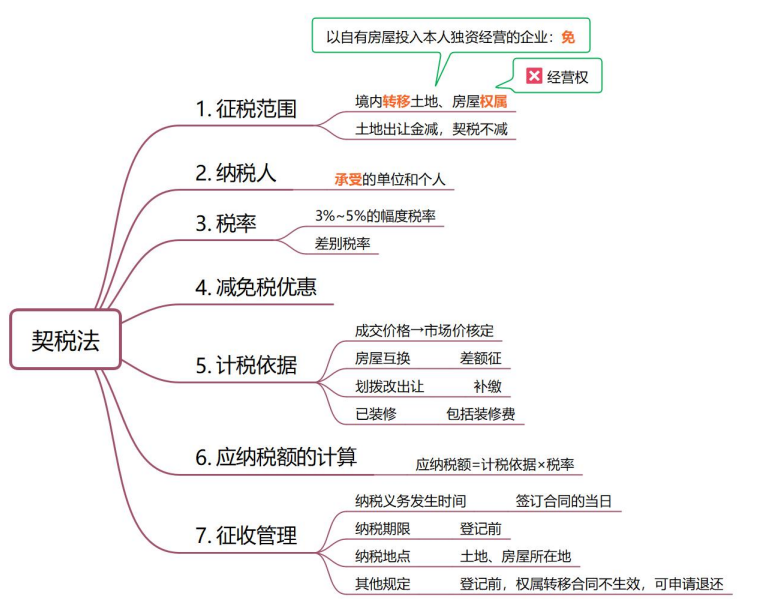 以自有房屋投入本人独资经营的企业：免
经营权
1. 征税范围
境内转移土地、房屋权属
土地出让金减，契税不减
2. 纳税人
承受的单位和个人
3. 税率
3%~5%的幅度税率
差别税率
4. 减免税优惠
契税法
5. 计税依据
成交价格→市场价核定
房屋互换 差额征
划拨改出让 补缴
已装修 包括装修费
6. 应纳税额的计算
应纳税额=计税依据×税率
7. 征收管理
纳税义务发生时间 签订合同的当日
纳税期限 登记前
纳税地点 土地、房屋所在地
其他规定 登记前，权属转移合同不生效，可申请退还